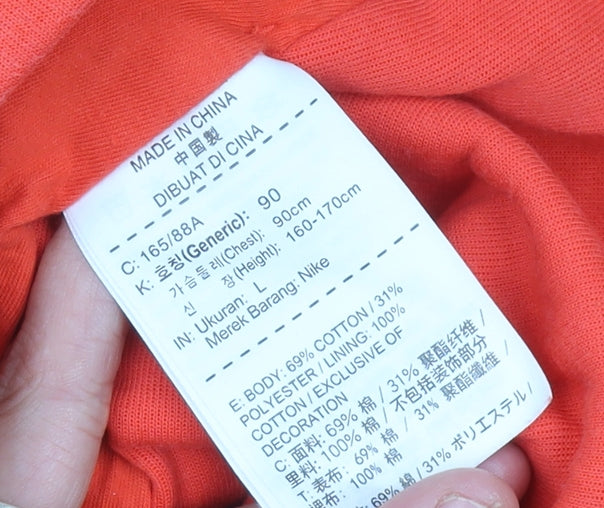 MADE IN CHINA
中国製
DIBUAT DI CINA
C: 165/88A
K: 호칭(Generic): 90
가슴둘레(Chest): 90cm
신 장(Height): 160-170cm
IN: Ukuran: L
Merek Barang: Nike
E: BODY: 69% COTTON / 31%
POLYESTER / LINING: 100%
COTTON / EXCLUSIVE OF
DECORATION
C: 面料: 69% 棉 / 31% 聚酯纤维 /
里料: 100% 棉 / 不包括装饰部分
T: 表布: 69% 棉 / 31% 聚酯纖維 /
裡布: 100% 棉
69% 綿 / 31% ポリエステル /